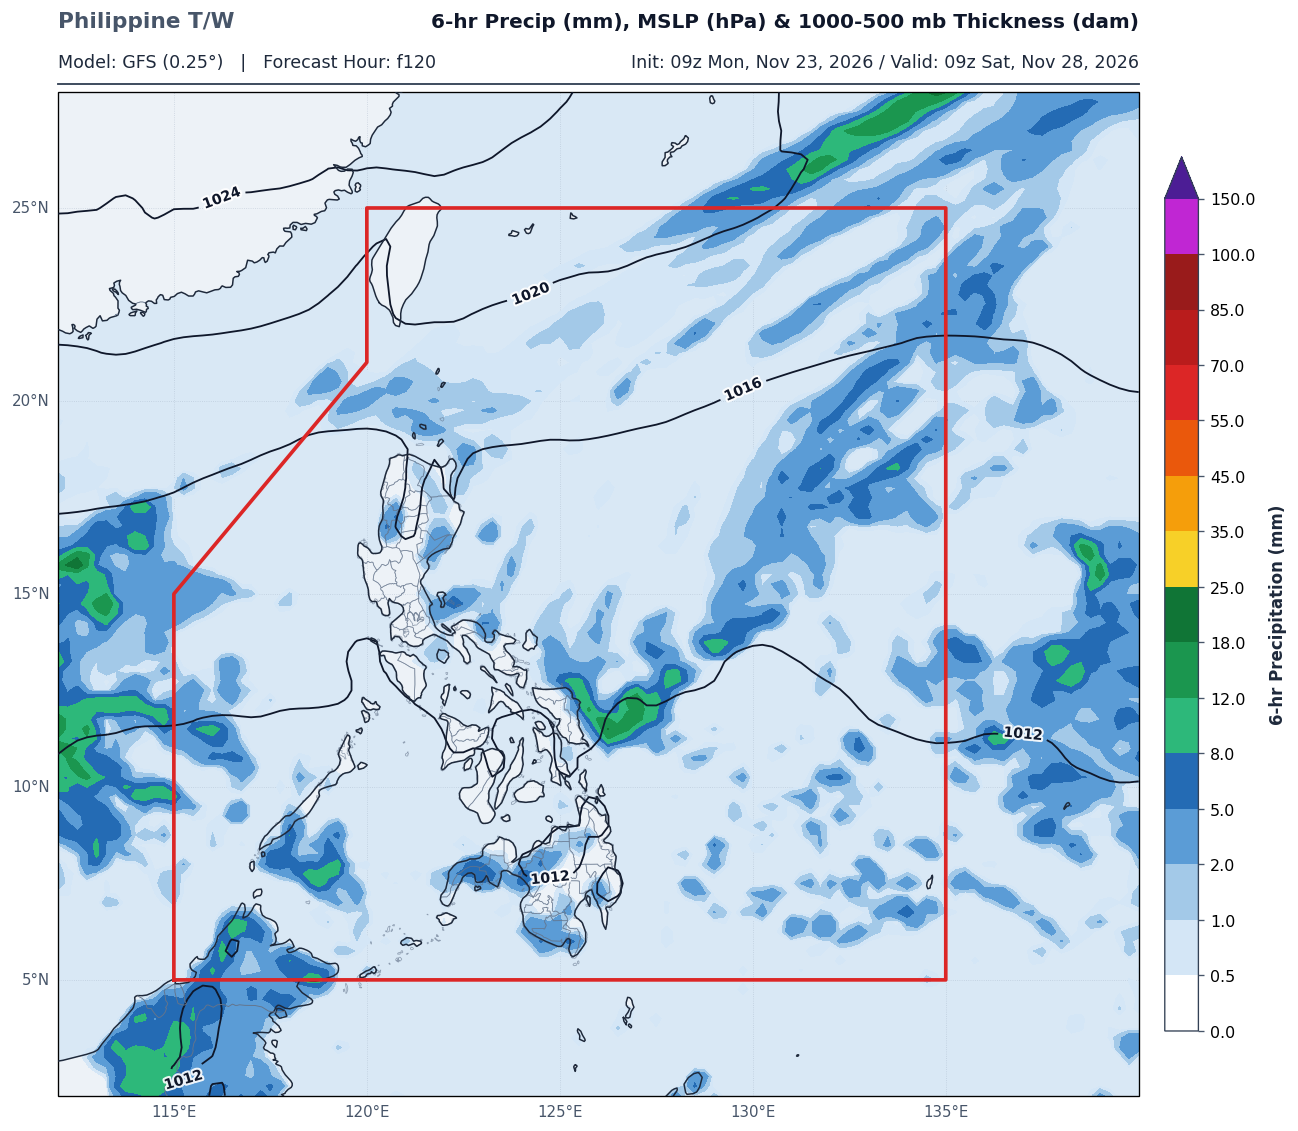 Philippine T/W
6-hr Precip (mm), MSLP (hPa) & 1000-500 mb Thickness (dam)
Model: GFS (0.25°) | Forecast Hour: f120
Init: 09z Mon, Nov 23, 2026 / Valid: 09z Sat, Nov 28, 2026
25°N
20°N
15°N
10°N
5°N
115°E
120°E
125°E
130°E
135°E
1024
1020
1016
1012
1012
1012
150.0
100.0
85.0
70.0
55.0
45.0
35.0
25.0
18.0
12.0
8.0
5.0
2.0
1.0
0.5
0.0
6-hr Precipitation (mm)